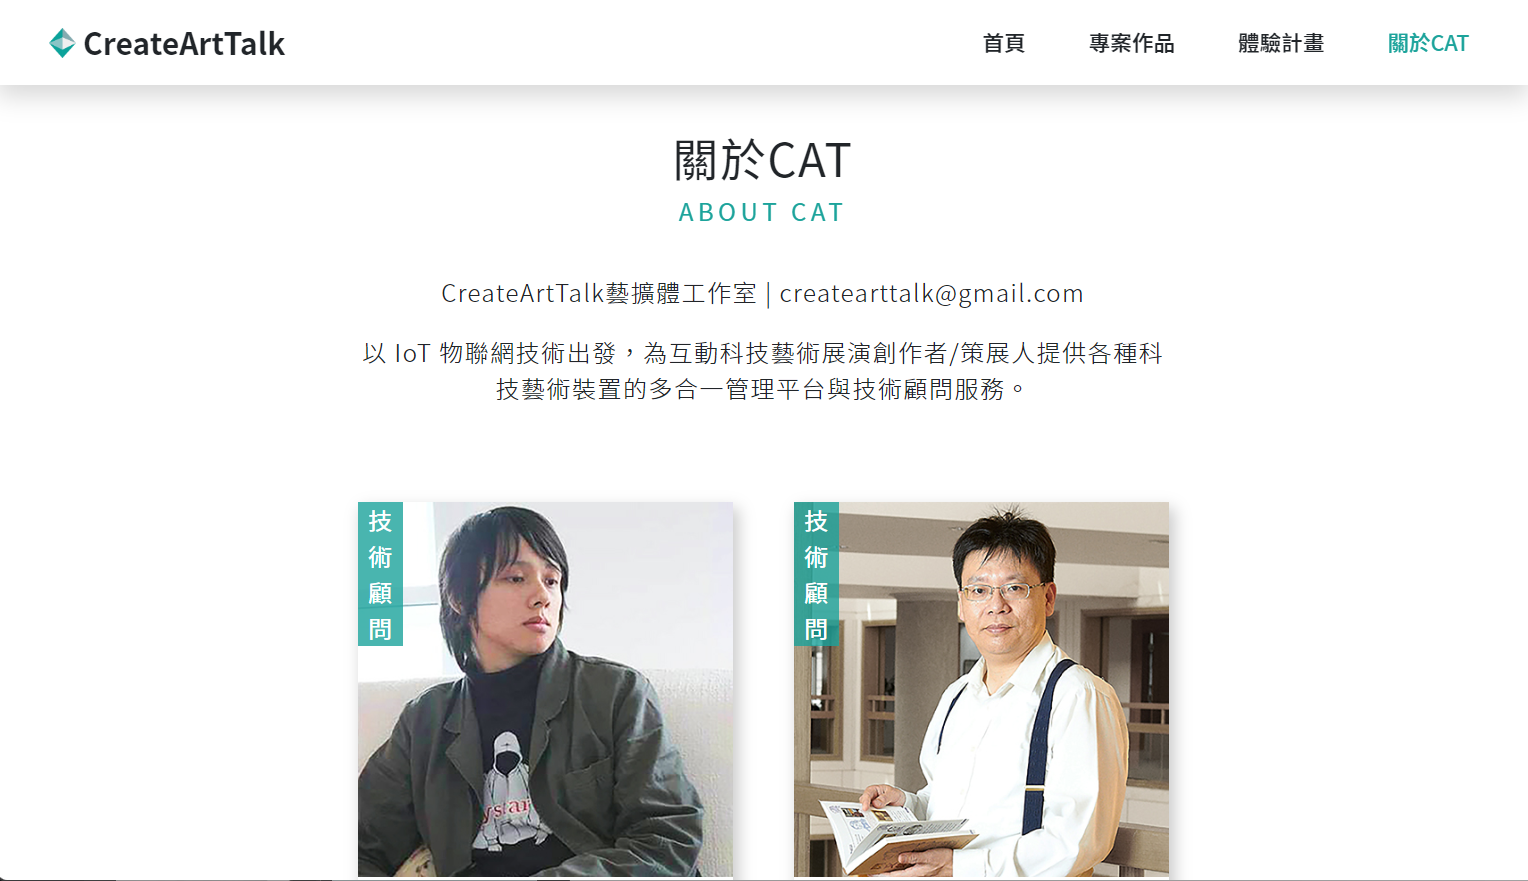 CreateArtTalk
首頁
專案作品
體驗計畫
關於CAT
關於CAT
ABOUT CAT
CreateArtTalk藝擴體工作室 | createarttalk@gmail.com
以 IoT 物聯網技術出發，為互動科技藝術展演創作者/策展人提供各種科
技藝術裝置的多合一管理平台與技術顧問服務。
技術顧問
技術顧問